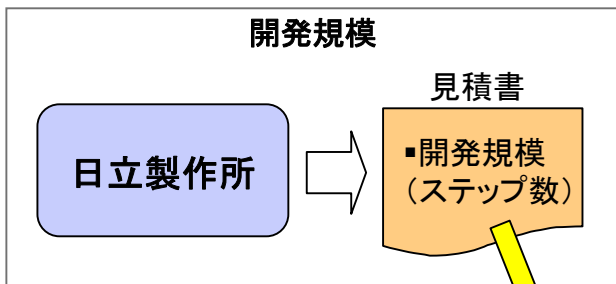 開発規模
見積書
日立製作所
▪開発規模
（ステップ数）